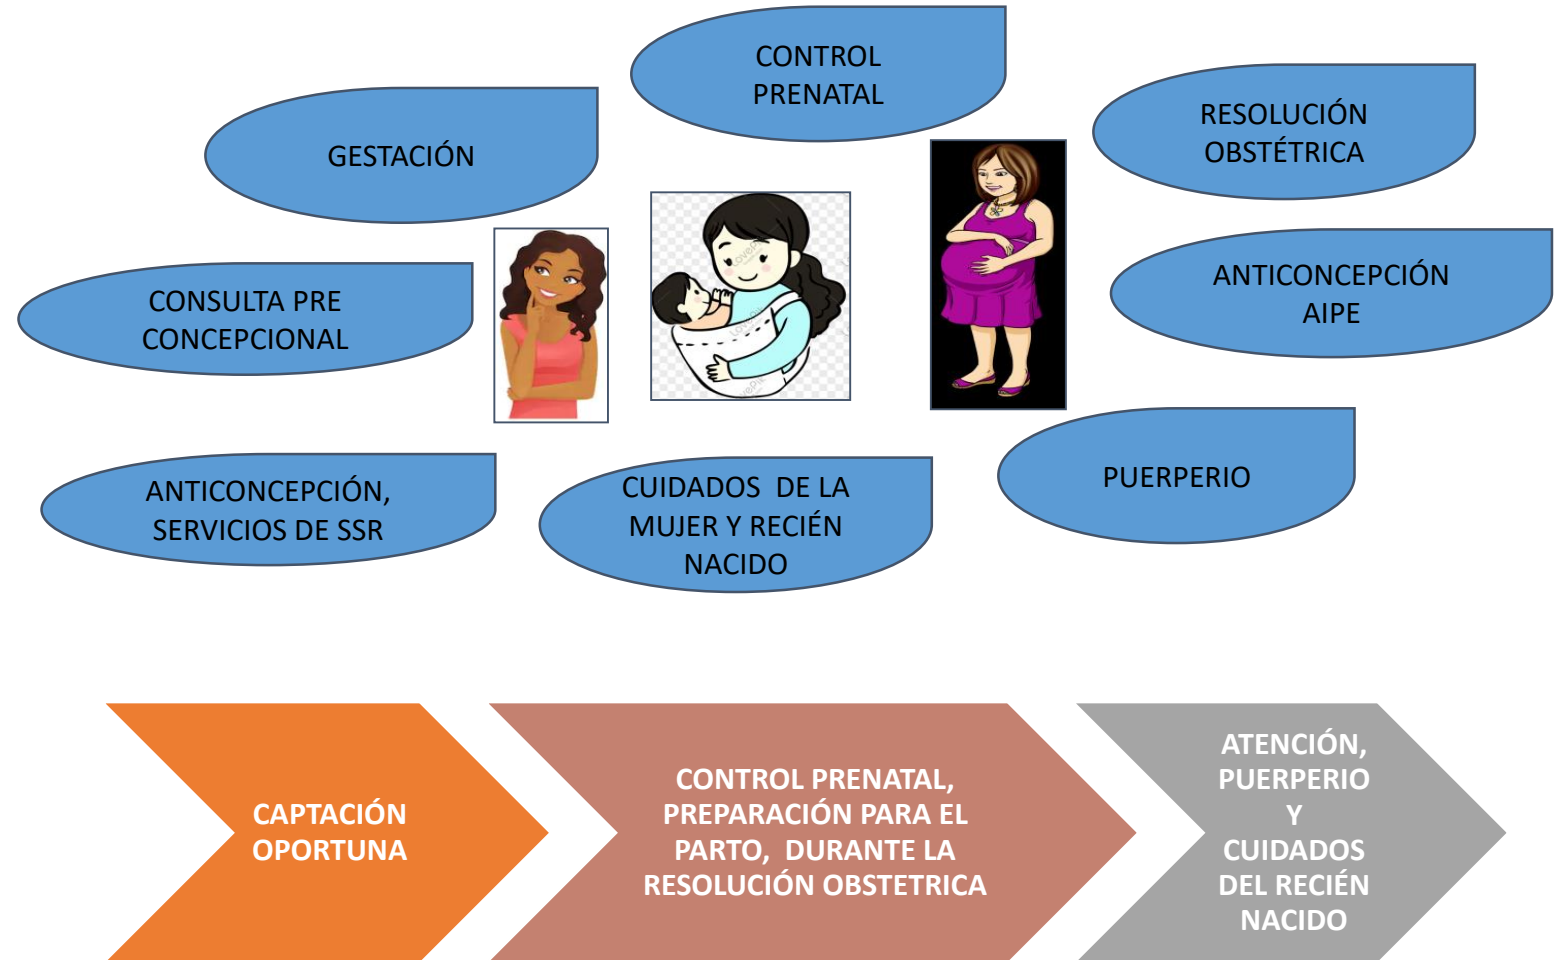 CONTROL
PRENATAL
GESTACIÓN
RESOLUCIÓN
OBSTÉTRICA
CONSULTA PRE
CONCEPCIONAL
ANTICONCEPCIÓN
AIPE
ANTICONCEPCIÓN,
SERVICIOS DE SSR
CUIDADOS DE LA
MUJER Y RECIÉN
NACIDO
PUERPERIO
CAPTACIÓN
OPORTUNA
CONTROL PRENATAL,
PREPARACIÓN PARA EL
PARTO, DURANTE LA
RESOLUCIÓN OBSTETRICA
ATENCIÓN,
PUERPERIO
Y
CUIDADOS
DEL RECIÉN
NACIDO